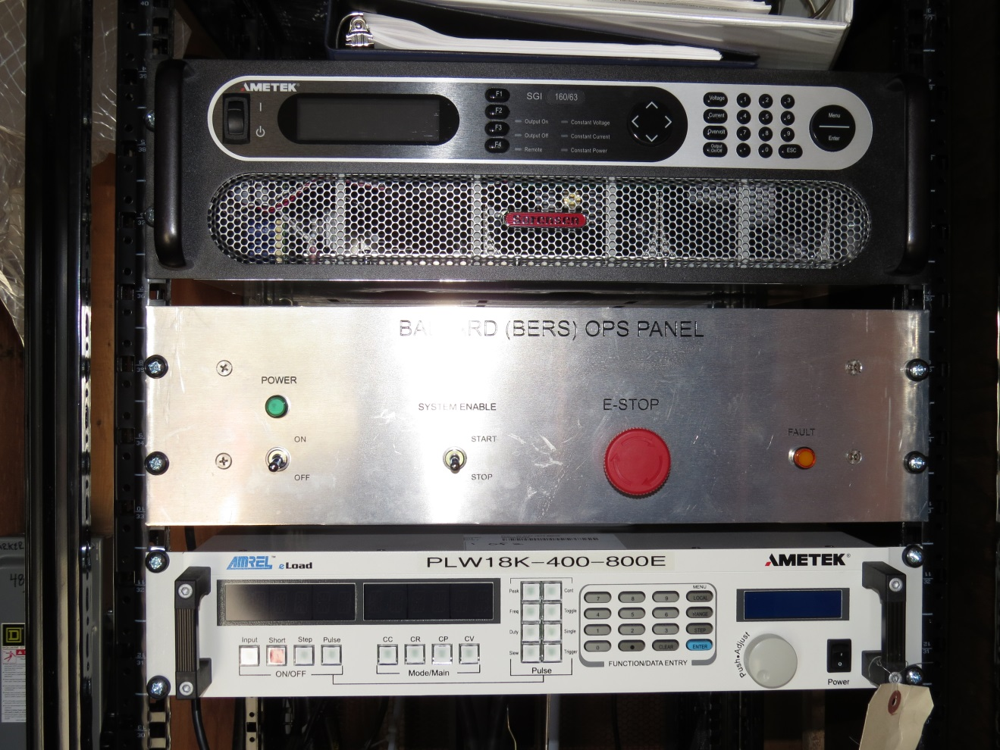 AMETEK®
SGI 160/63
F1
F2
F3
F4
Output On
Output Off
Remote
Constant Voltage
Constant Current
Constant Power
Voltage 1 2 3
Current 4 5 6
Overvolt 7 8 9
Output On/Off . 0 ESC
Menu
Enter
Sorensen
(BERS) OPS PANEL
POWER
ON
OFF
SYSTEM ENABLE
START
STOP
E-STOP
FAULT
AMREL™ eLoad
PLW18K-400-800E
AMETEK®
Input Short Step Pulse
ON/OFF
CC CR CP CV
Mode/Main
Peak Cont
Freq Toggle
Duty Single
Slew Trigger
Pulse
MENU
7 8 9 LOCAL
4 5 6 RANGE
1 2 3 STEP
0 CLEAR ENTER
FUNCTION/DATA ENTRY
Push•Adjust
Power
48